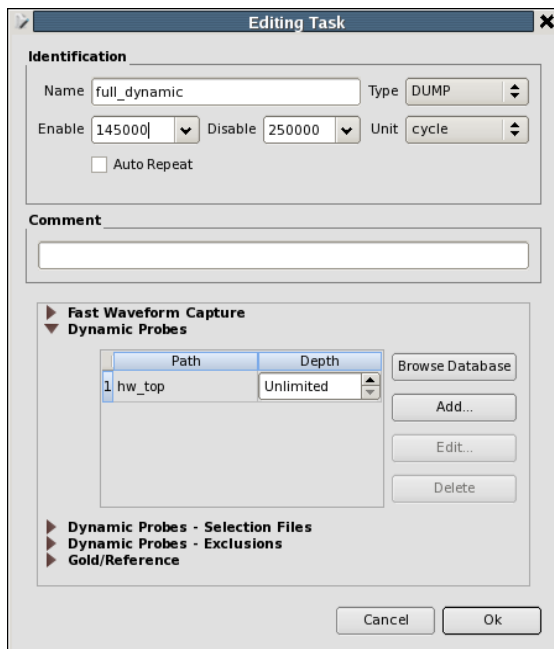 Editing Task
Identification
Name full_dynamic Type DUMP
Enable 145000 Disable 250000 Unit cycle
Auto Repeat
Comment
Fast Waveform Capture
Dynamic Probes
Path Depth Browse Database
1 hw_top Unlimited
Add...
Edit...
Delete
Dynamic Probes - Selection Files
Dynamic Probes - Exclusions
Gold/Reference
Cancel Ok